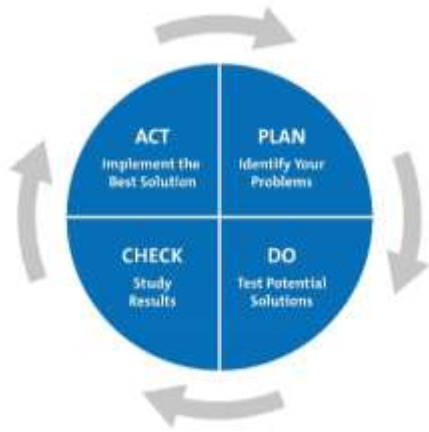 ACT
Implement the
Best Solution
PLAN
Identify Your
Problems
CHECK
Study
Results
DO
Test Potential
Solutions